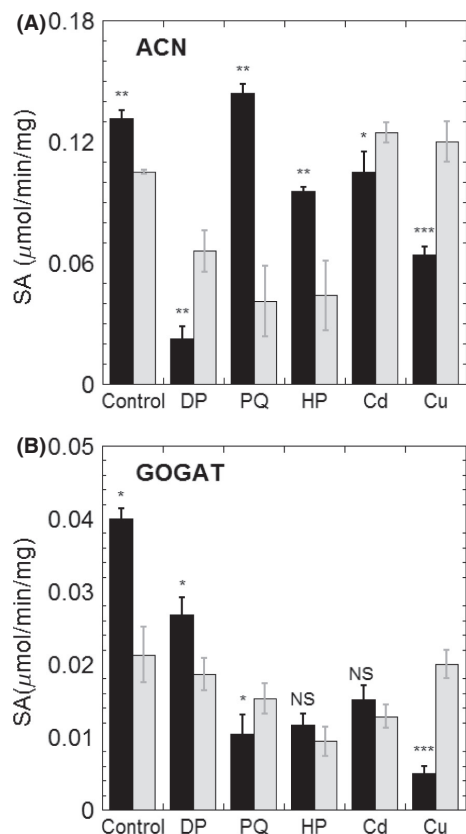 (A)
0.18
ACN
**
**
**
*
0.12
***
SA (μmol/min/mg)
0.06
**
0
Control DP PQ HP Cd Cu
(B)
0.05
GOGAT
*
0.04
*
0.03
SA(μmol/min/mg)
0.02
*
NS
NS
0.01
***
0
Control DP PQ HP Cd Cu